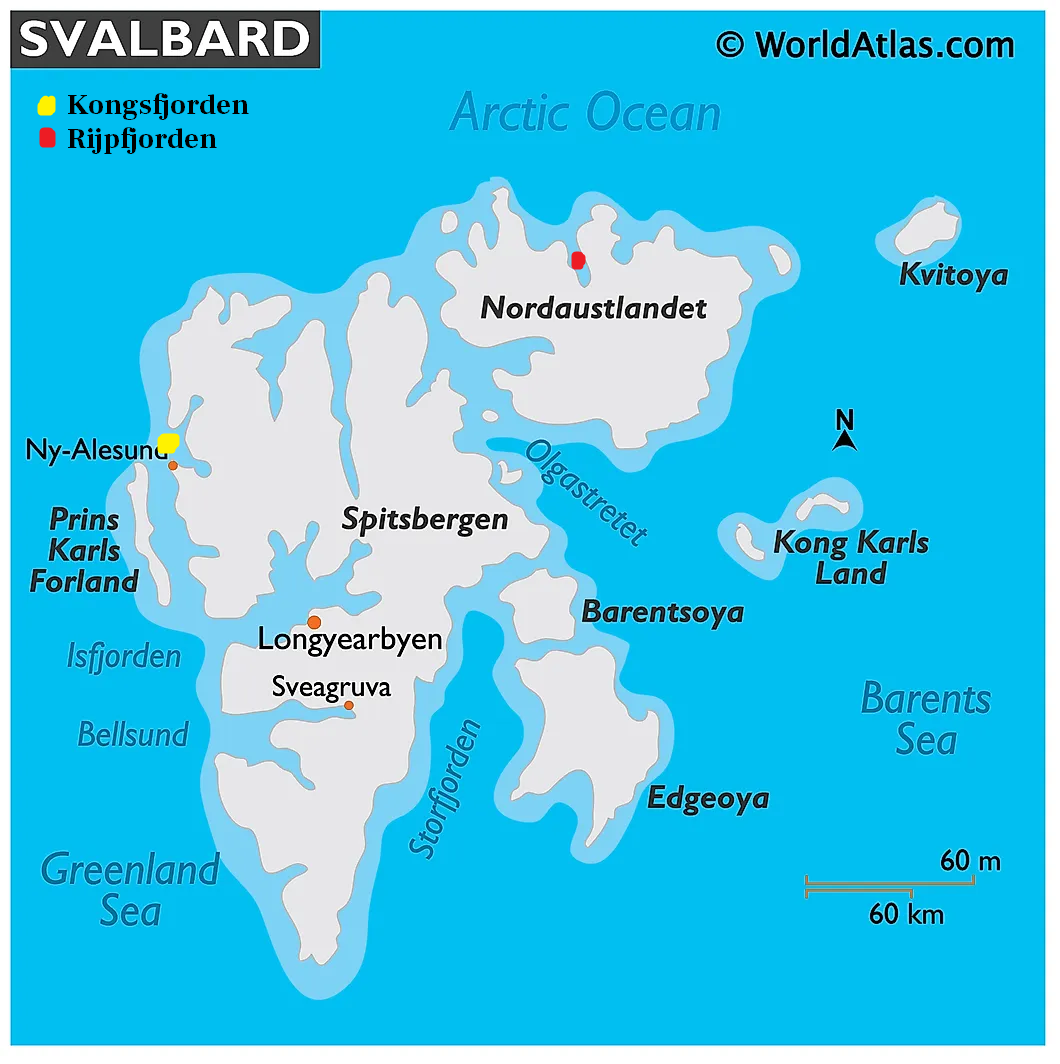 SVALBARD
© WorldAtlas.com
Kongsfjorden
Rijpfjorden
Arctic Ocean
Kvitoya
Nordaustlandet
N
Ny-Alesund
Olgastretet
Prins
Karls
Forland
Spitsbergen
Kong Karls
Land
Barentsoya
Longyearbyen
Isfjorden
Sveagruva
Bellsund
Storfjorden
Barents
Sea
Edgeoya
Greenland
Sea
60 m
60 km